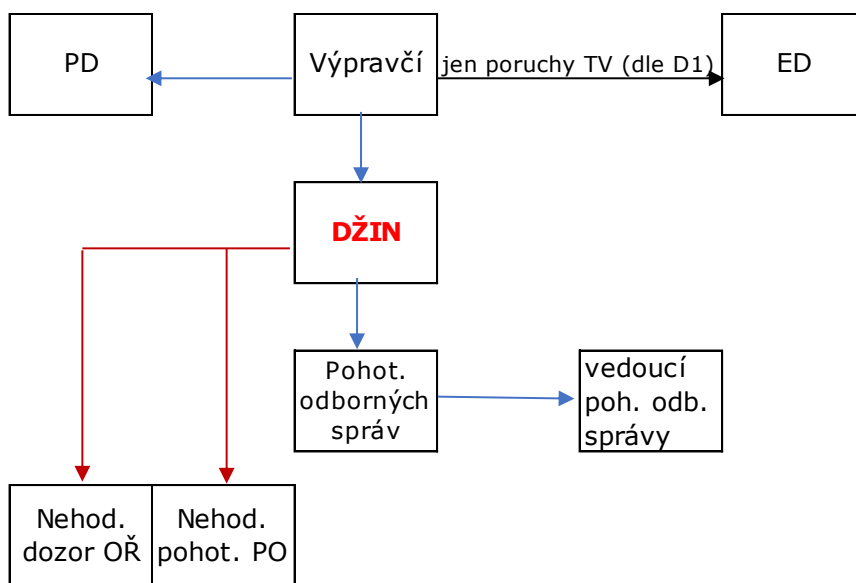 PD
Výpravčí
jen poruchy TV (dle D1)
ED
DŽIN
Pohot.
odborných
správ
vedoucí
poh. odb.
správy
Nehod.
dozor OŘ
Nehod.
pohot. PO